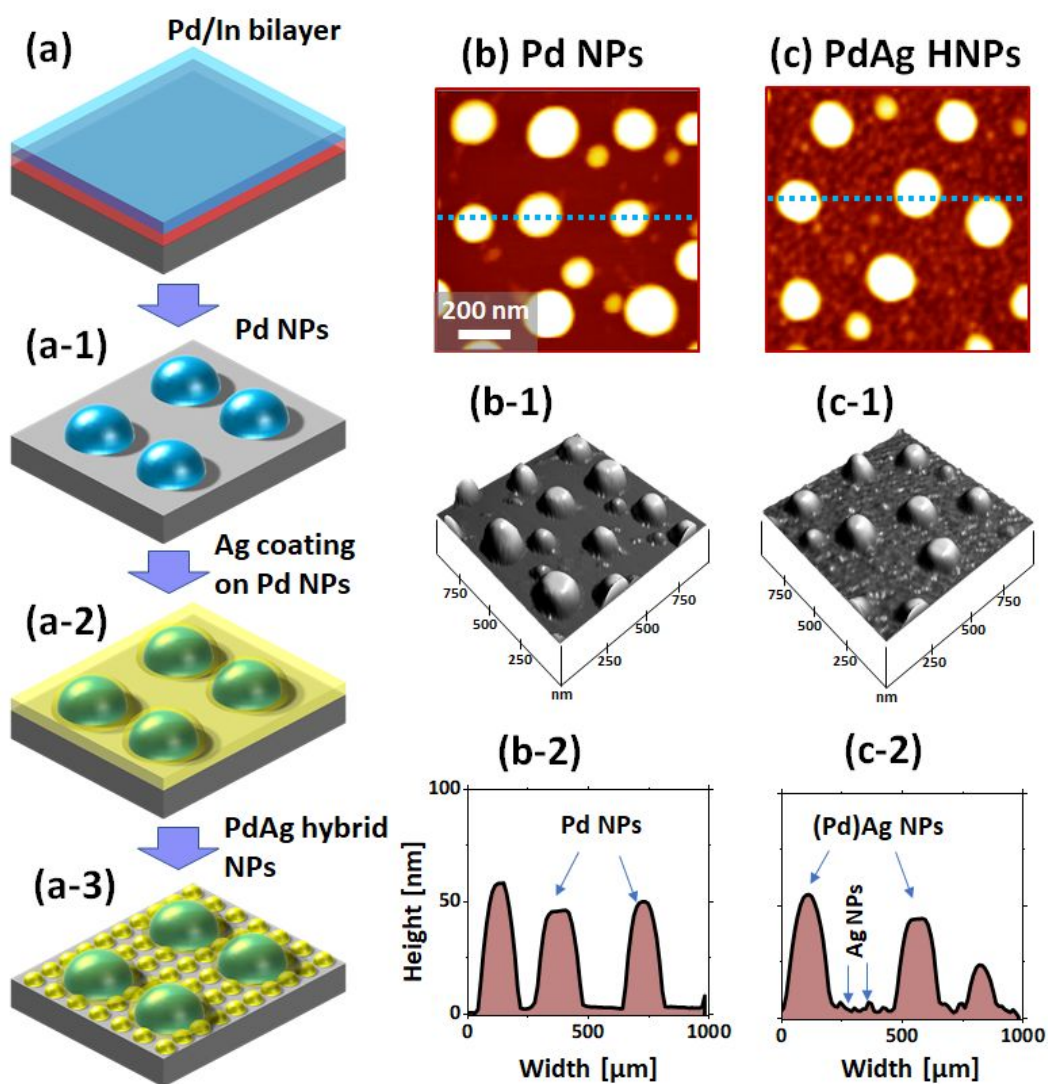 (a)
Pd/In bilayer
(a-1)
Pd NPs
Ag coating
on Pd NPs
(a-2)
PdAg hybrid
NPs
(a-3)
(b) Pd NPs
200 nm
(c) PdAg HNPs
(b-1)
750
500
250
nm
250
500
750
(c-1)
750
500
250
nm
250
500
750
(b-2)
100
50
0
Height [nm]
Pd NPs
0
500
1000
Width [µm]
(c-2)
(Pd)Ag NPs
Ag NPs
0
500
1000
Width [µm]